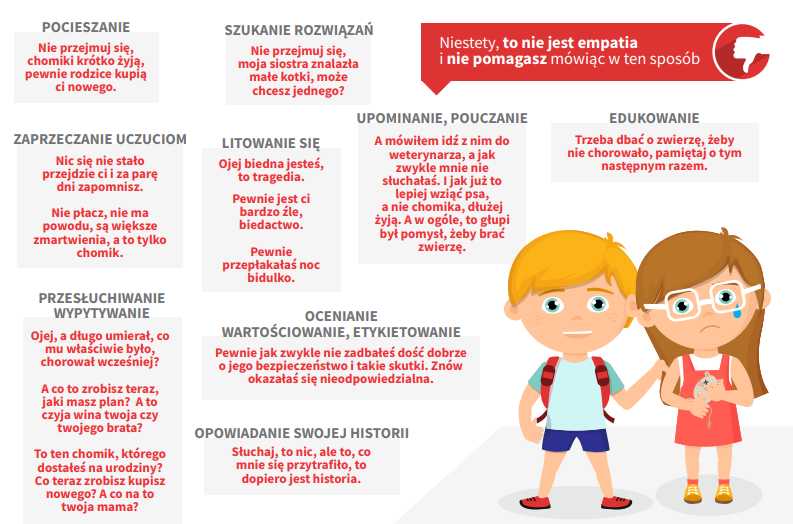 POCIESZANIE
Nie przejmuj się,
chomiki krótko żyją,
pewnie rodzice kupią
ci nowego.
SZUKANIE ROZWIĄZAŃ
Nie przejmuj się,
moja siostra znalazła
małe kotki, może
chcesz jednego?
Niestety, to nie jest empatia
i nie pomagasz mówiąc w ten sposób
ZAPRZECZANIE UCZUCIOM
Nic się nie stało
przejdzie ci i za parę
dni zapomnisz.
Nie płacz, nie ma
powodu, są większe
zmartwienia, a to tylko
chomik.
LITOWANIE SIĘ
Ojej biedna jesteś,
to tragedia.
Pewnie jest ci
bardzo źle,
biedactwo.
Pewnie
przepłakałaś noc
bidulko.
UPOMINANIE, POUCZANIE
A mówiłem idź z nim do
weterynarza, a jak
zwykle mnie nie
słuchałaś. I jak już to
lepiej wziąć psa,
a nie chomika, dłużej
żyją. A w ogóle, to głupi
był pomysł, żeby brać
zwierzę.
EDUKOWANIE
Trzeba dbać o zwierzę, żeby
nie chorowało, pamiętaj o tym
następnym razem.
PRZESŁUCHIWANIE
WYPYTYWANIE
Ojej, a długo umierał, co
mu właściwie było,
chorował wcześniej?
A co to zrobisz teraz,
jaki masz plan? A to
czyja wina twoja czy
twojego brata?
To ten chomik, którego
dostałeś na urodziny?
Co teraz zrobisz kupisz
nowego? A co na to
twoja mama?
OCENIANIE
WARTOŚCIOWANIE, ETYKIETOWANIE
Pewnie jak zwykle nie zadbałeś dość dobrze
o jego bezpieczeństwo i takie skutki. Znów
okazałaś się nieodpowiedzialna.
OPOWIADANIE SWOJEJ HISTORII
Słuchaj, to nic, ale to, co
mnie się przytrafiło, to
dopiero jest historia.